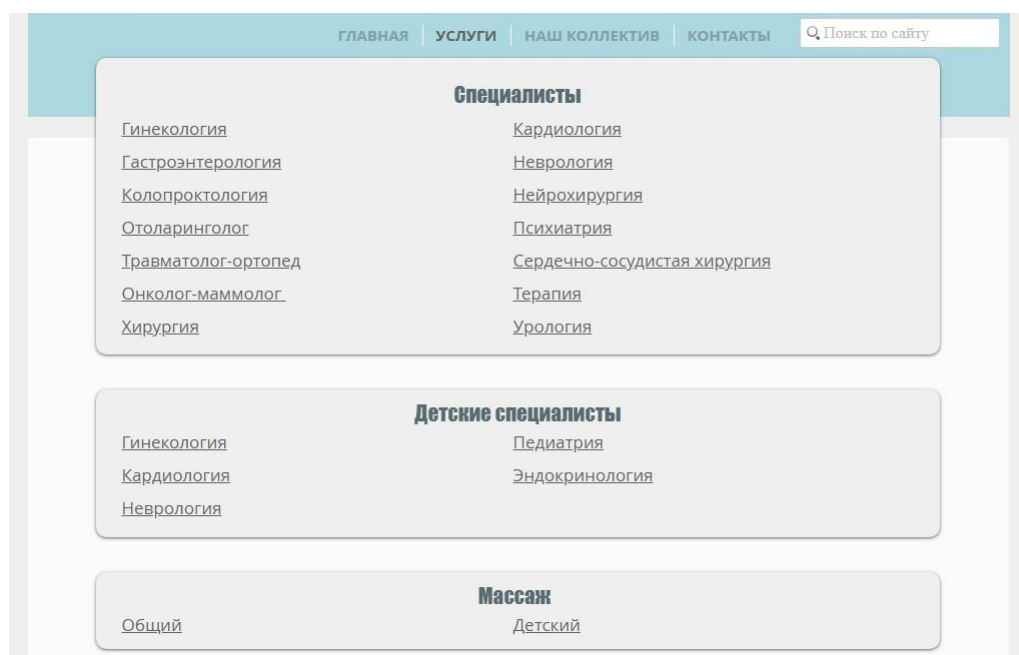 ГЛАВНАЯ УСЛУГИ НАШ КОЛЛЕКТИВ КОНТАКТЫ Поиск по сайту
Специалисты
Гинекология Кардиология
Гастроэнтерология Неврология
Колопроктология Нейрохирургия
Отоларинголог Психиатрия
Травматолог-ортопед Сердечно-сосудистая хирургия
Онколог-маммолог Терапия
Хирургия Урология
Детские специалисты
Гинекология Педиатрия
Кардиология Эндокринология
Неврология
Массаж
Общий Детский